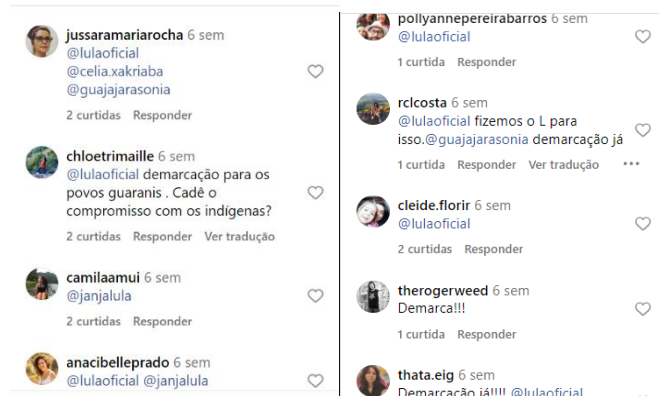 jussaramariarocha 6 sem
@lulaoficial
@celia.xakriaba
@guajajarasonia
2 curtidas Responder
chloetrimaille 6 sem
@lulaoficial demarcação para os
povos guaranis . Cadê o
compromisso com os indígenas?
2 curtidas Responder Ver tradução
camilaamui 6 sem
@janjalula
2 curtidas Responder
anacibelleprado 6 sem
@lulaoficial @janjalula
pollyannepereirabarros 6 sem
@lulaoficial
1 curtida Responder
rclcosta 6 sem
@lulaoficial fizemos o L para
isso.@guajajarasonia demarcação já
1 curtida Responder Ver tradução
cleide.florir 6 sem
@lulaoficial
2 curtidas Responder
therogerweed 6 sem
Demarca!!!
1 curtida Responder
thata.eig 6 sem
Demarcação já!!!! @lulaoficial